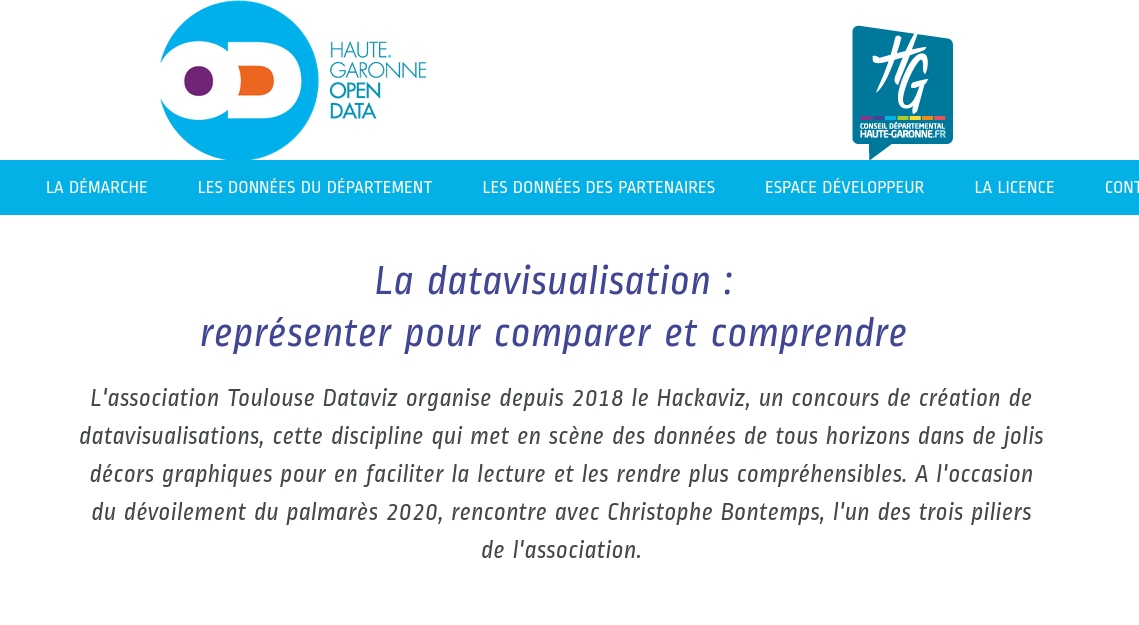 HAUTE.
GARONNE
OPEN
DATA
HG
CONSEIL DÉPARTEMENTAL
HAUTE-GARONNE.FR
LA DÉMARCHE LES DONNÉES DU DÉPARTEMENT LES DONNÉES DES PARTENAIRES ESPACE DÉVELOPPEUR LA LICENCE CONT
La datavisualisation :
représenter pour comparer et comprendre
L'association Toulouse Dataviz organise depuis 2018 le Hackaviz, un concours de création de
datavisualisations, cette discipline qui met en scène des données de tous horizons dans de jolis
décors graphiques pour en faciliter la lecture et les rendre plus compréhensibles. A l'occasion
du dévoilement du palmarès 2020, rencontre avec Christophe Bontemps, l'un des trois piliers
de l'association.